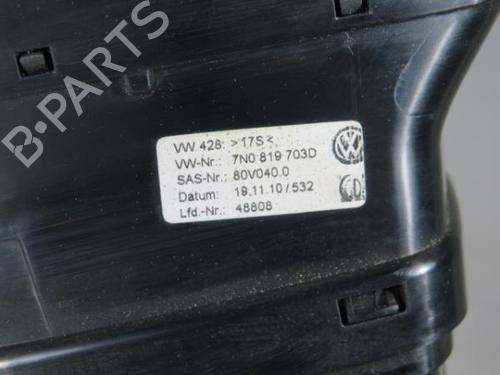 B-PARTS
VW 428: >17S<
VW-Nr.: 7N0 819 703D
SAS-Nr.: 80V040.0
Datum: 19.11.10 / 532
Lfd.-Nr.: 48808